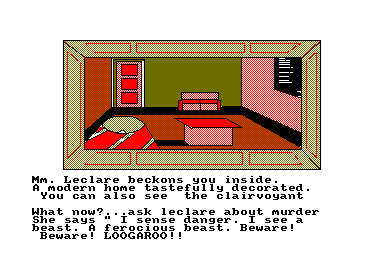 Mm. Leclare beckons you inside.
A modern home tastefully decorated.
You can also see the clairvoyant
What now?...ask leclare about murder
She says " I sense danger. I see a
beast. A ferocious beast. Beware!
Beware! LOOGAROO!!